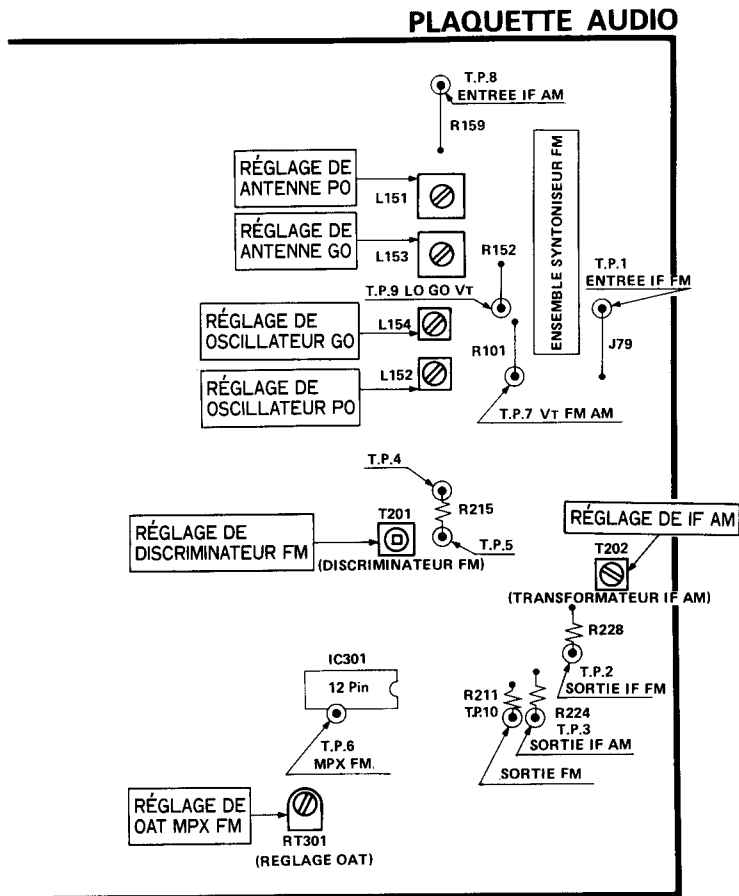 PLAQUETTE AUDIO
T.P.8
ENTREE IF AM
R159
RÉGLAGE DE
ANTENNE PO
L151
RÉGLAGE DE
ANTENNE GO
L153
R152
ENSEMBLE SYNTONISEUR FM
T.P.1
ENTREE IF FM
T.P.9 LO GO VT
RÉGLAGE DE
OSCILLATEUR GO
L154
R101
J79
RÉGLAGE DE
OSCILLATEUR PO
L152
T.P.7 VT FM AM
T.P.4
R215
T.P.5
RÉGLAGE DE
DISCRIMINATEUR FM
T201
(DISCRIMINATEUR FM)
RÉGLAGE DE IF AM
T202
(TRANSFORMATEUR IF AM)
R228
T.P.2
SORTIE IF FM
IC301
12 Pin
T.P.6
MPX FM.
R211
T.P.10
R224
T.P.3
SORTIE IF AM
SORTIE FM
RÉGLAGE DE
OAT MPX FM
RT301
(REGLAGE OAT)